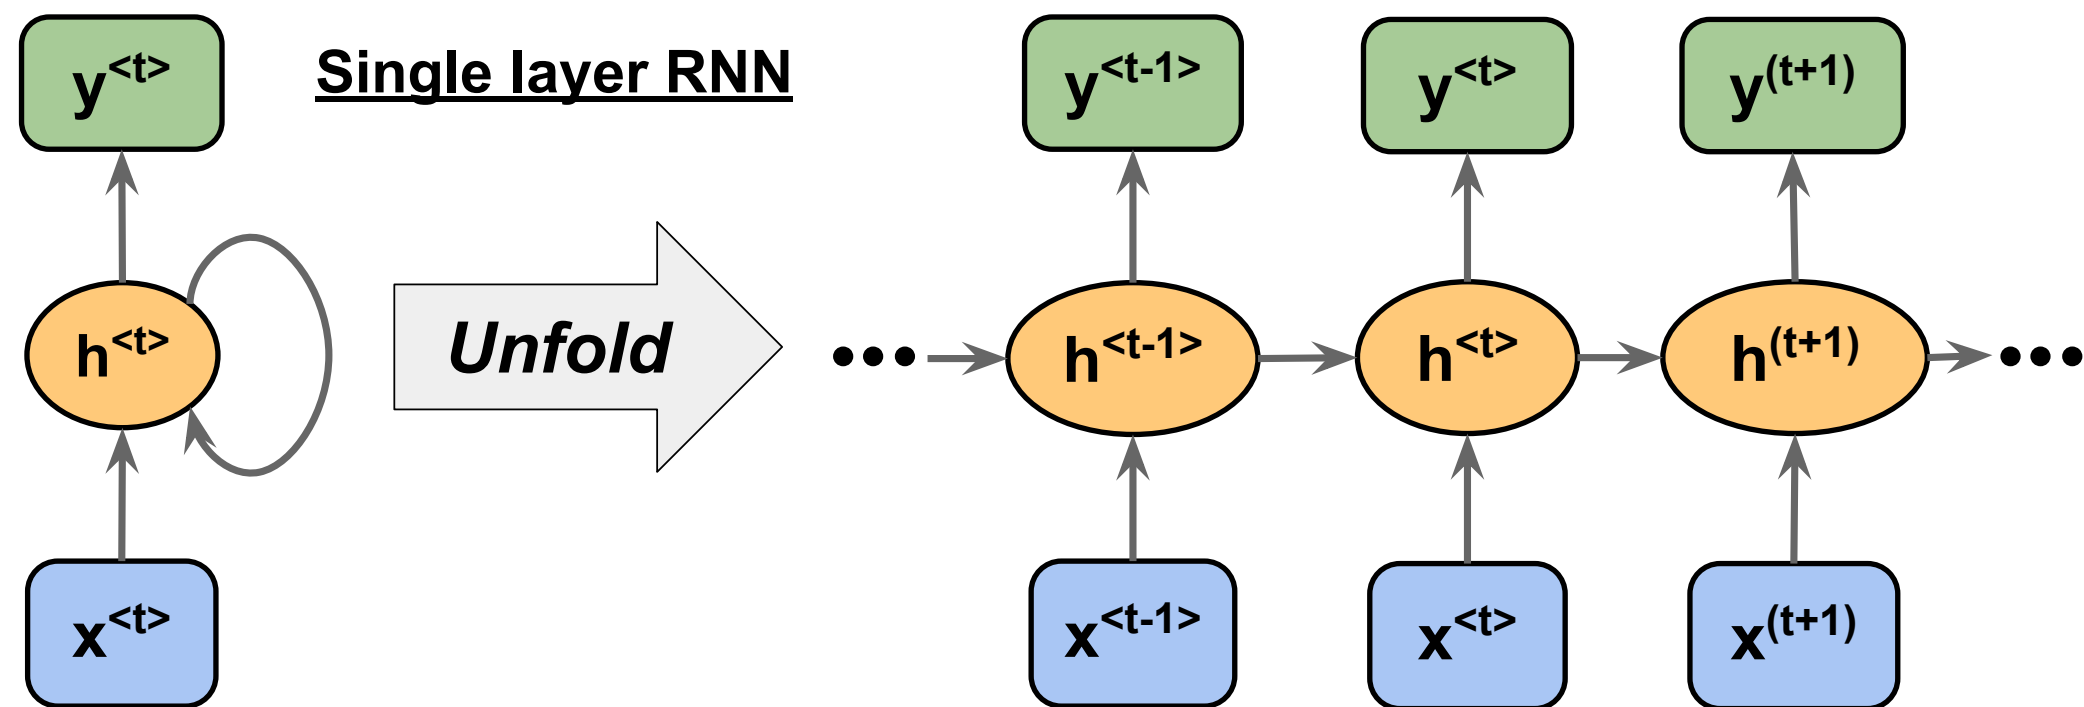 y<t>
Single layer RNN
y<t-1>
y<t>
y(t+1)
h<t>
Unfold
•••
h<t-1>
h<t>
h(t+1)
•••
x<t>
x<t-1>
x<t>
x(t+1)